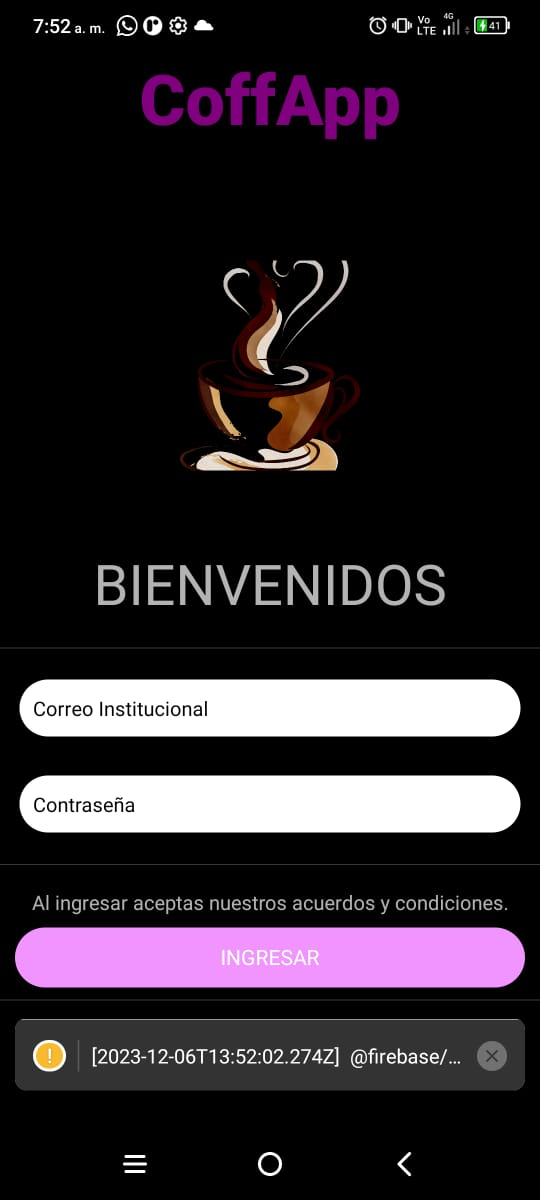 7:52 a. m.
Vo LTE 4G 41
CoffApp
BIENVENIDOS
Correo Institucional
Contraseña
Al ingresar aceptas nuestros acuerdos y condiciones.
INGRESAR
[2023-12-06T13:52:02.274Z]  @firebase/...